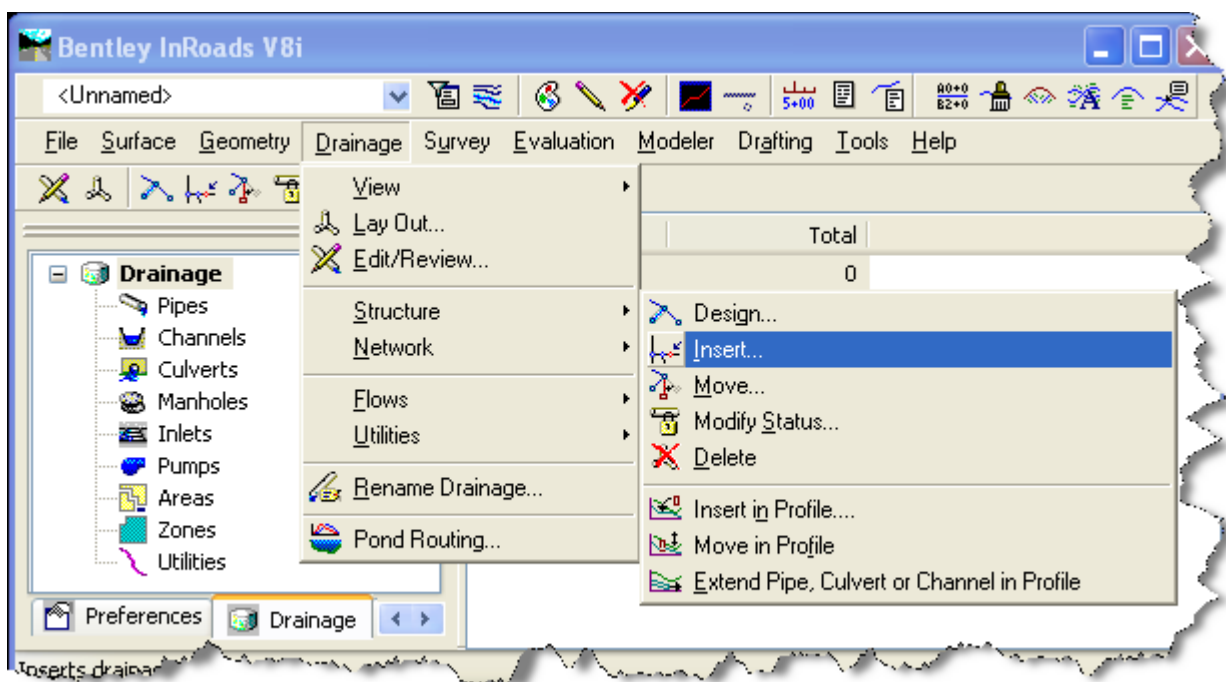 Bentley InRoads V8i
<Unnamed>
5+00
A0+0
B2+0
File Surface Geometry Drainage Survey Evaluation Modeler Drafting Tools Help
View
Lay Out...
Edit/Review...
Structure
Network
Flows
Utilities
Rename Drainage...
Pond Routing...
Total
0
Design...
Insert...
Move...
Modify Status...
Delete
Insert in Profile....
Move in Profile
Extend Pipe, Culvert or Channel in Profile
Drainage
Pipes
Channels
Culverts
Manholes
Inlets
Pumps
Areas
Zones
Utilities
Preferences
Drainage
Inserts